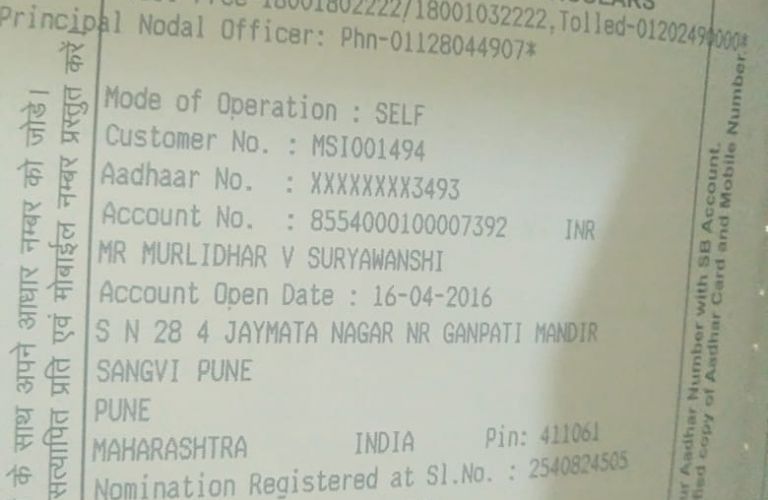 18001802222/18001032222,Tolled-01202490000*
Principal Nodal Officer: Phn-01128044907*
Mode of Operation : SELF
Customer No. : MSI001494
Aadhaar No. : XXXXXXXX3493
Account No. : 8554000100007392 INR
MR MURLIDHAR V SURYAWANSHI
Account Open Date : 16-04-2016
S N 28 4 JAYMATA NAGAR NR GANPATI MANDIR
SANGVI PUNE
PUNE
MAHARASHTRA INDIA Pin: 411061
Nomination Registered at Sl.No. : 2540824505
के साथ अपने आधार नम्बर को जोडें।
सत्यापित प्रति एवं मोबाईल नम्बर प्रस्तुत करें
Aadhar Number with SB Account.
copy of Aadhar Card and Mobile Number.